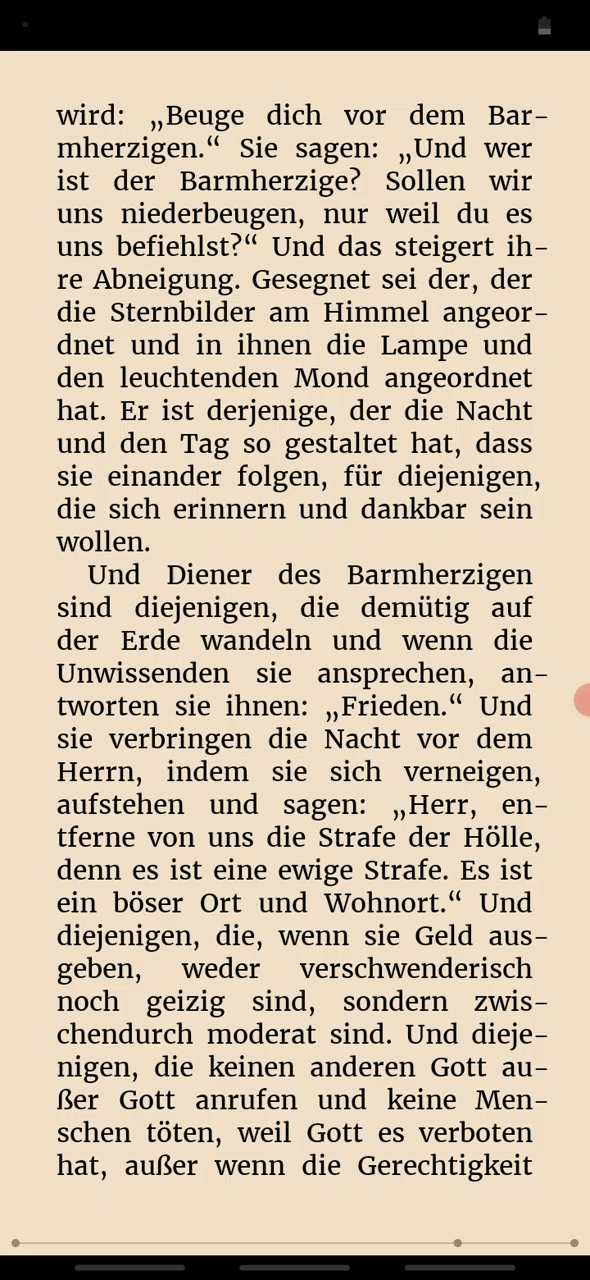 wird: „Beuge dich vor dem Bar-
mherzigen.“ Sie sagen: „Und wer
ist der Barmherzige? Sollen wir
uns niederbeugen, nur weil du es
uns befiehlst?“ Und das steigert ih-
re Abneigung. Gesegnet sei der, der
die Sternbilder am Himmel angeor-
dnet und in ihnen die Lampe und
den leuchtenden Mond angeordnet
hat. Er ist derjenige, der die Nacht
und den Tag so gestaltet hat, dass
sie einander folgen, für diejenigen,
die sich erinnern und dankbar sein
wollen.
Und Diener des Barmherzigen
sind diejenigen, die demütig auf
der Erde wandeln und wenn die
Unwissenden sie ansprechen, an-
tworten sie ihnen: „Frieden.“ Und
sie verbringen die Nacht vor dem
Herrn, indem sie sich verneigen,
aufstehen und sagen: „Herr, en-
tferne von uns die Strafe der Hölle,
denn es ist eine ewige Strafe. Es ist
ein böser Ort und Wohnort.“ Und
diejenigen, die, wenn sie Geld aus-
geben, weder verschwenderisch
noch geizig sind, sondern zwis-
chendurch moderat sind. Und dieje-
nigen, die keinen anderen Gott au-
ßer Gott anrufen und keine Men-
schen töten, weil Gott es verboten
hat, außer wenn die Gerechtigkeit